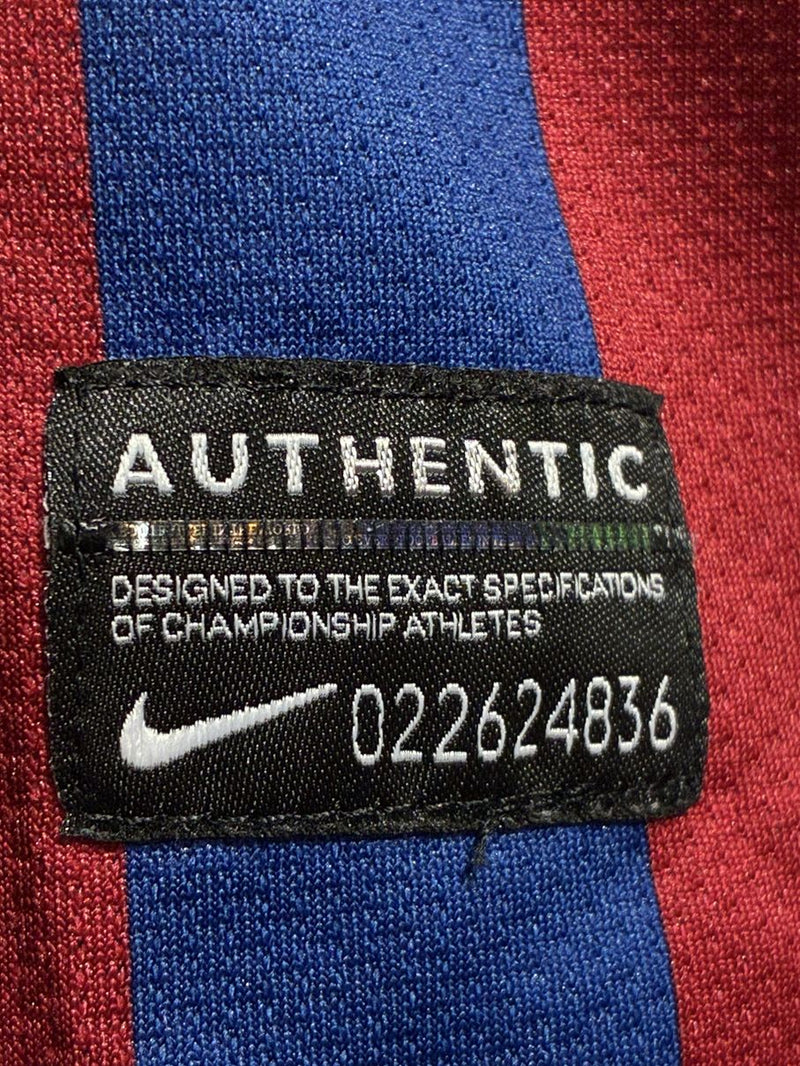 AUTHENTIC
DESIGNED TO THE EXACT SPECIFICATIONS
OF CHAMPIONSHIP ATHLETES
022624836